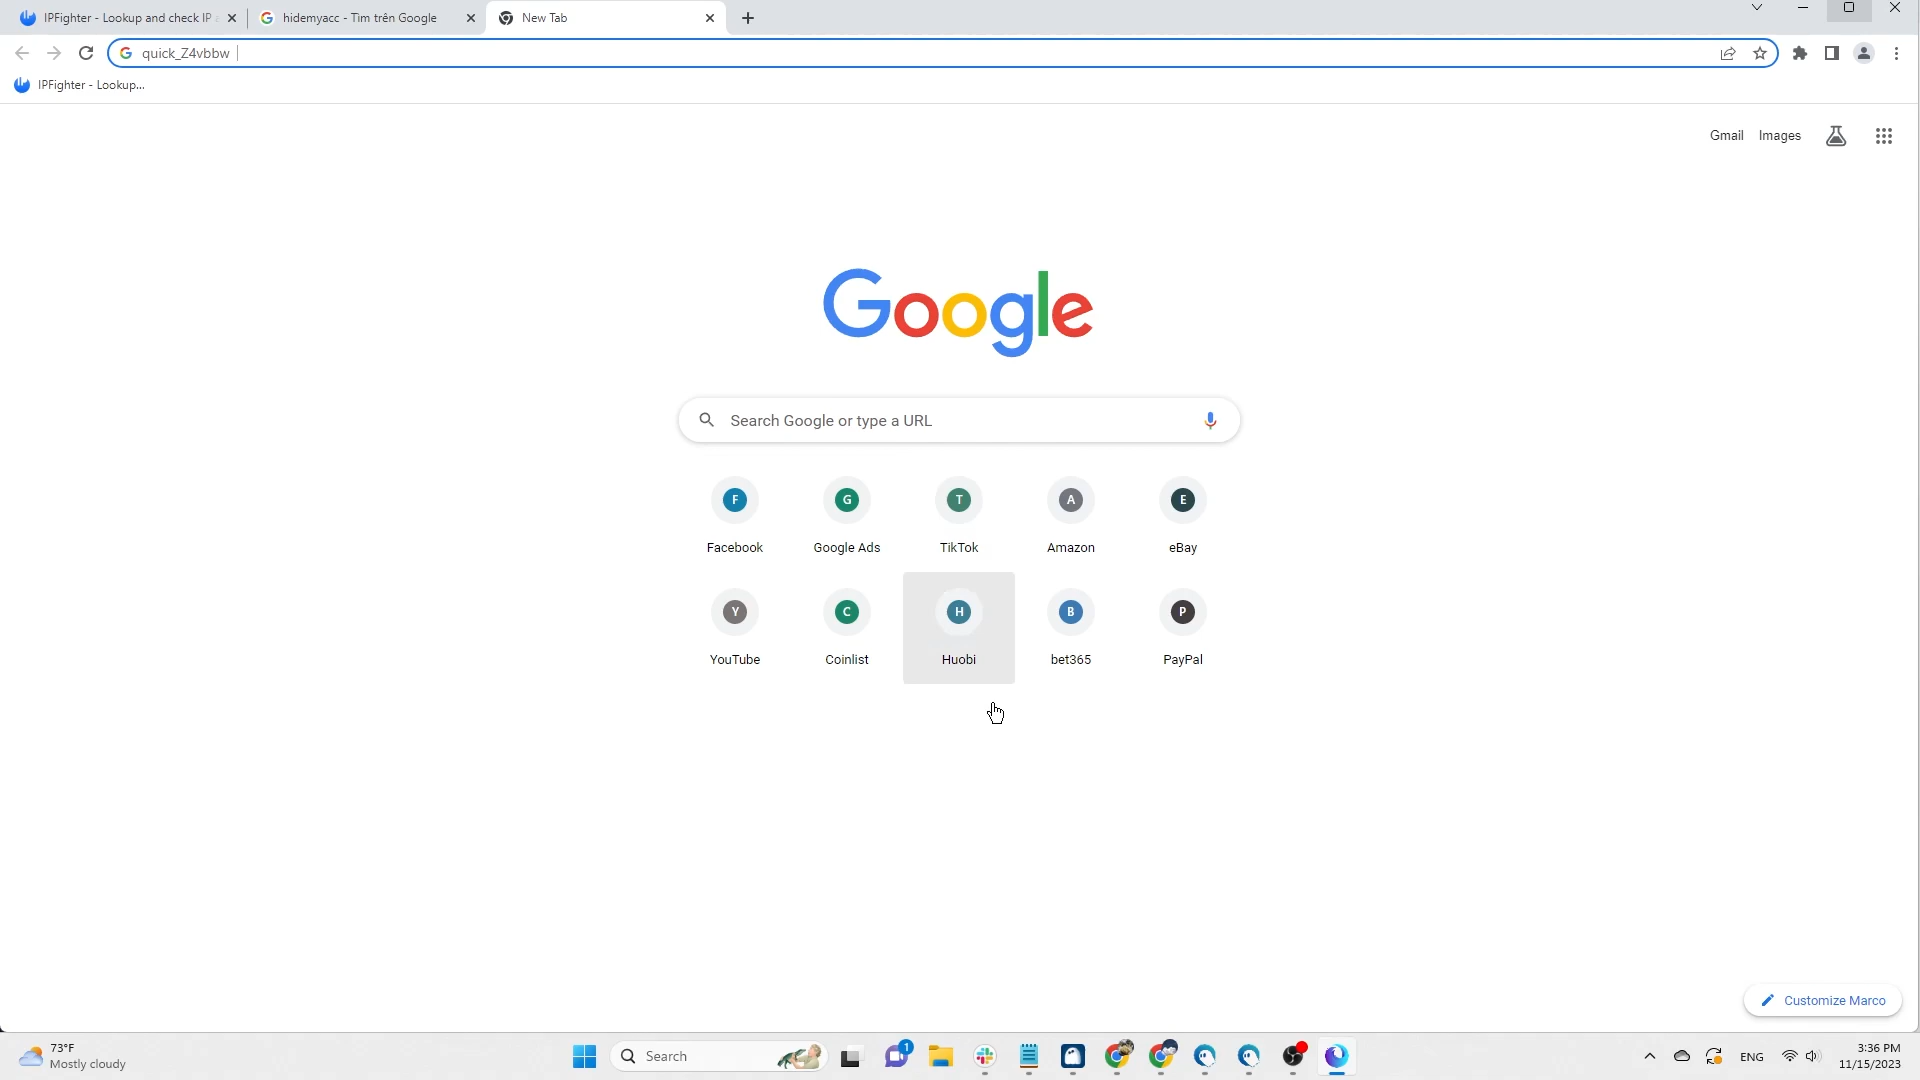 IPFighter - Lookup and check IP
hidemyacc - Tìm trên Google
New Tab
quick_Z4vbbw
IPFighter - Lookup...
Gmail
Images
Google
Search Google or type a URL
F
G
T
A
E
Facebook
Google Ads
TikTok
Amazon
eBay
Y
C
H
B
P
YouTube
Coinlist
Huobi
bet365
PayPal
Customize Marco
73°F
Mostly cloudy
Search
1
ENG
3:36 PM
11/15/2023